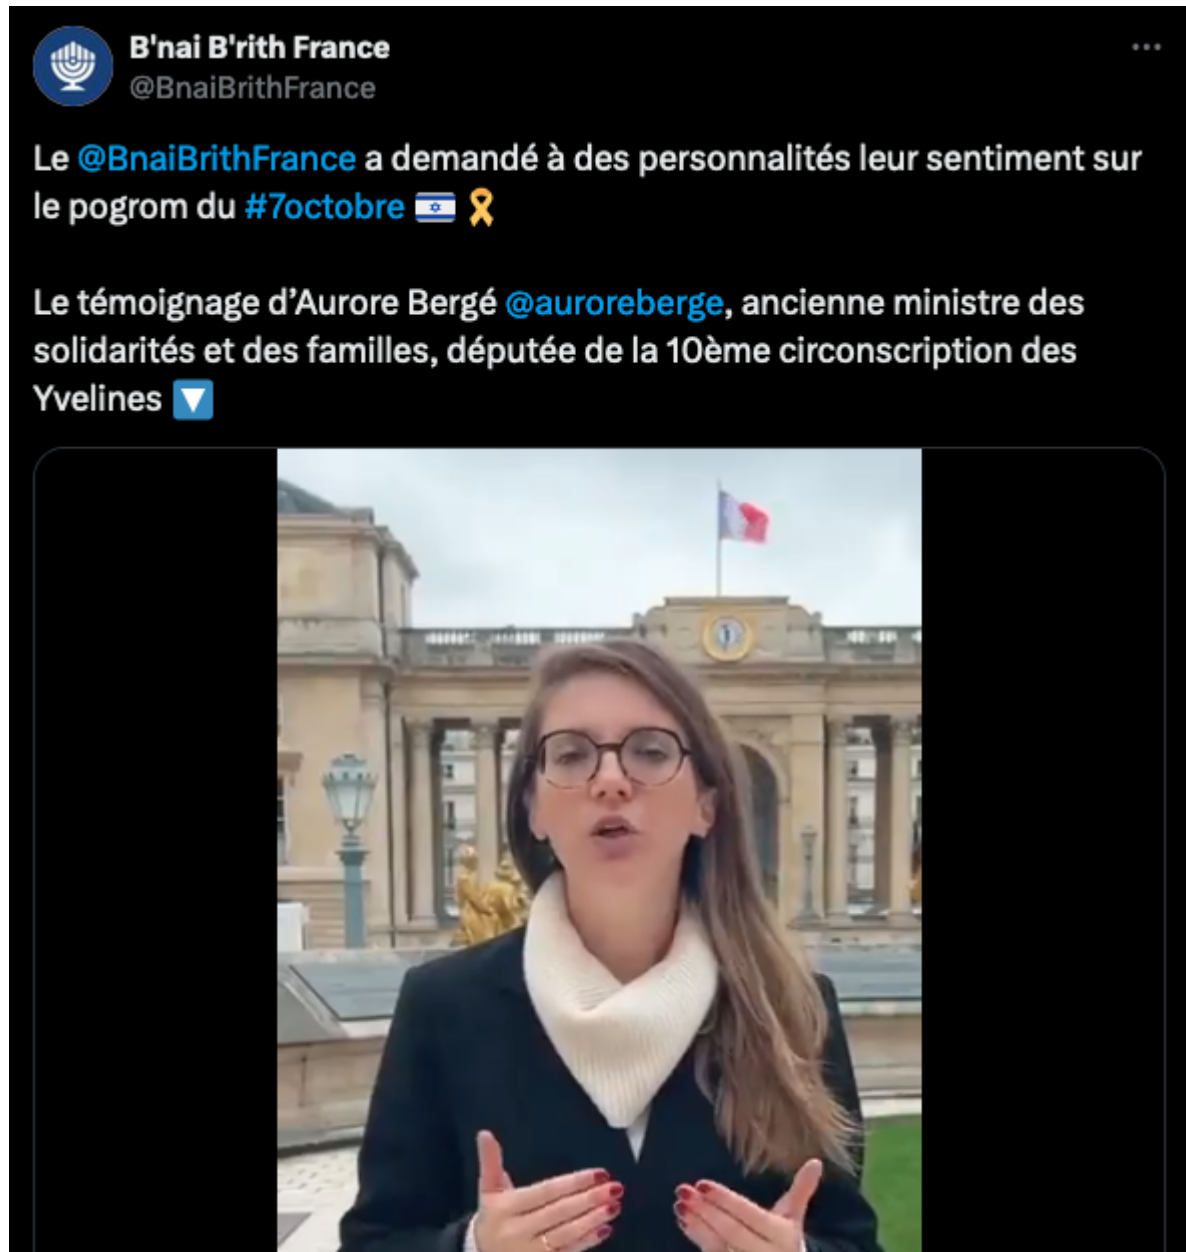 B'nai B'rith France
@BnaiBrithFrance
Le @BnaiBrithFrance a demandé à des personnalités leur sentiment sur
le pogrom du #7octobre 🇮🇱 🎗
Le témoignage d’Aurore Bergé @auroreberge, ancienne ministre des
solidarités et des familles, députée de la 10ème circonscription des
Yvelines 🔽